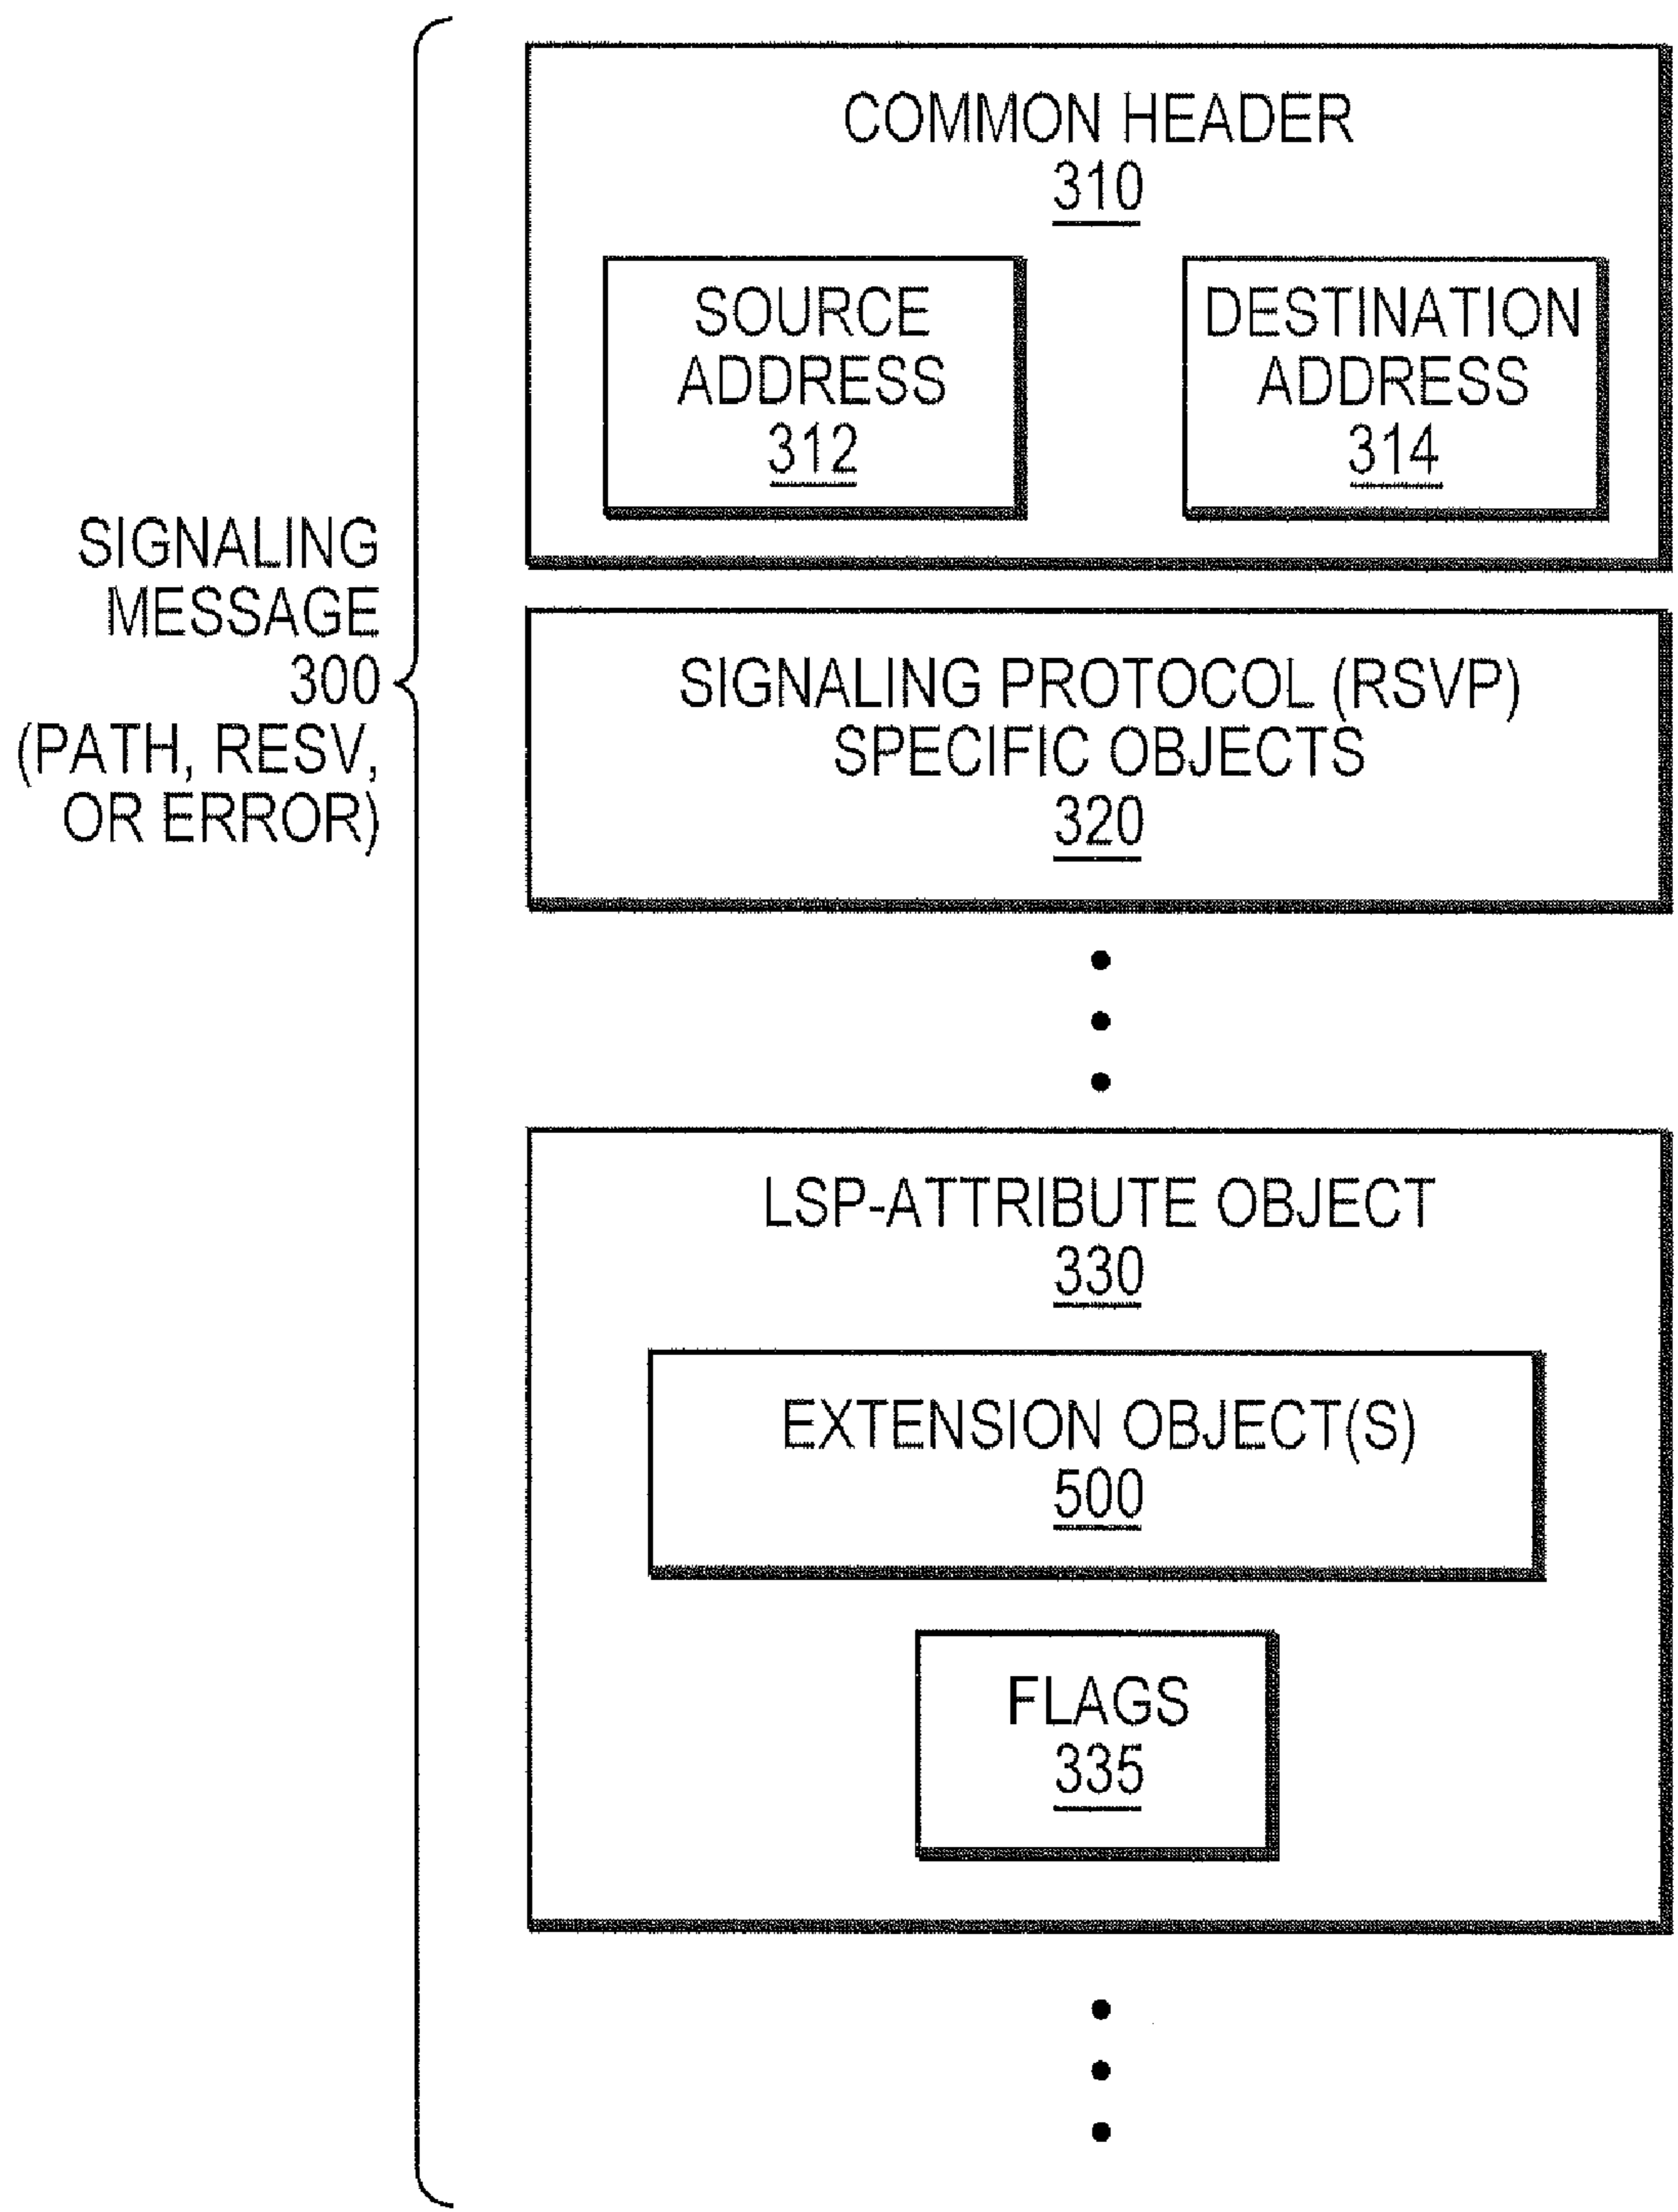 SIGNALING
MESSAGE
300
(PATH, RESV,
OR ERROR)
COMMON HEADER
310
SOURCE
ADDRESS
312
DESTINATION
ADDRESS
314
SIGNALING PROTOCOL (RSVP)
SPECIFIC OBJECTS
320
LSP-ATTRIBUTE OBJECT
330
EXTENSION OBJECT(S)
500
FLAGS
335